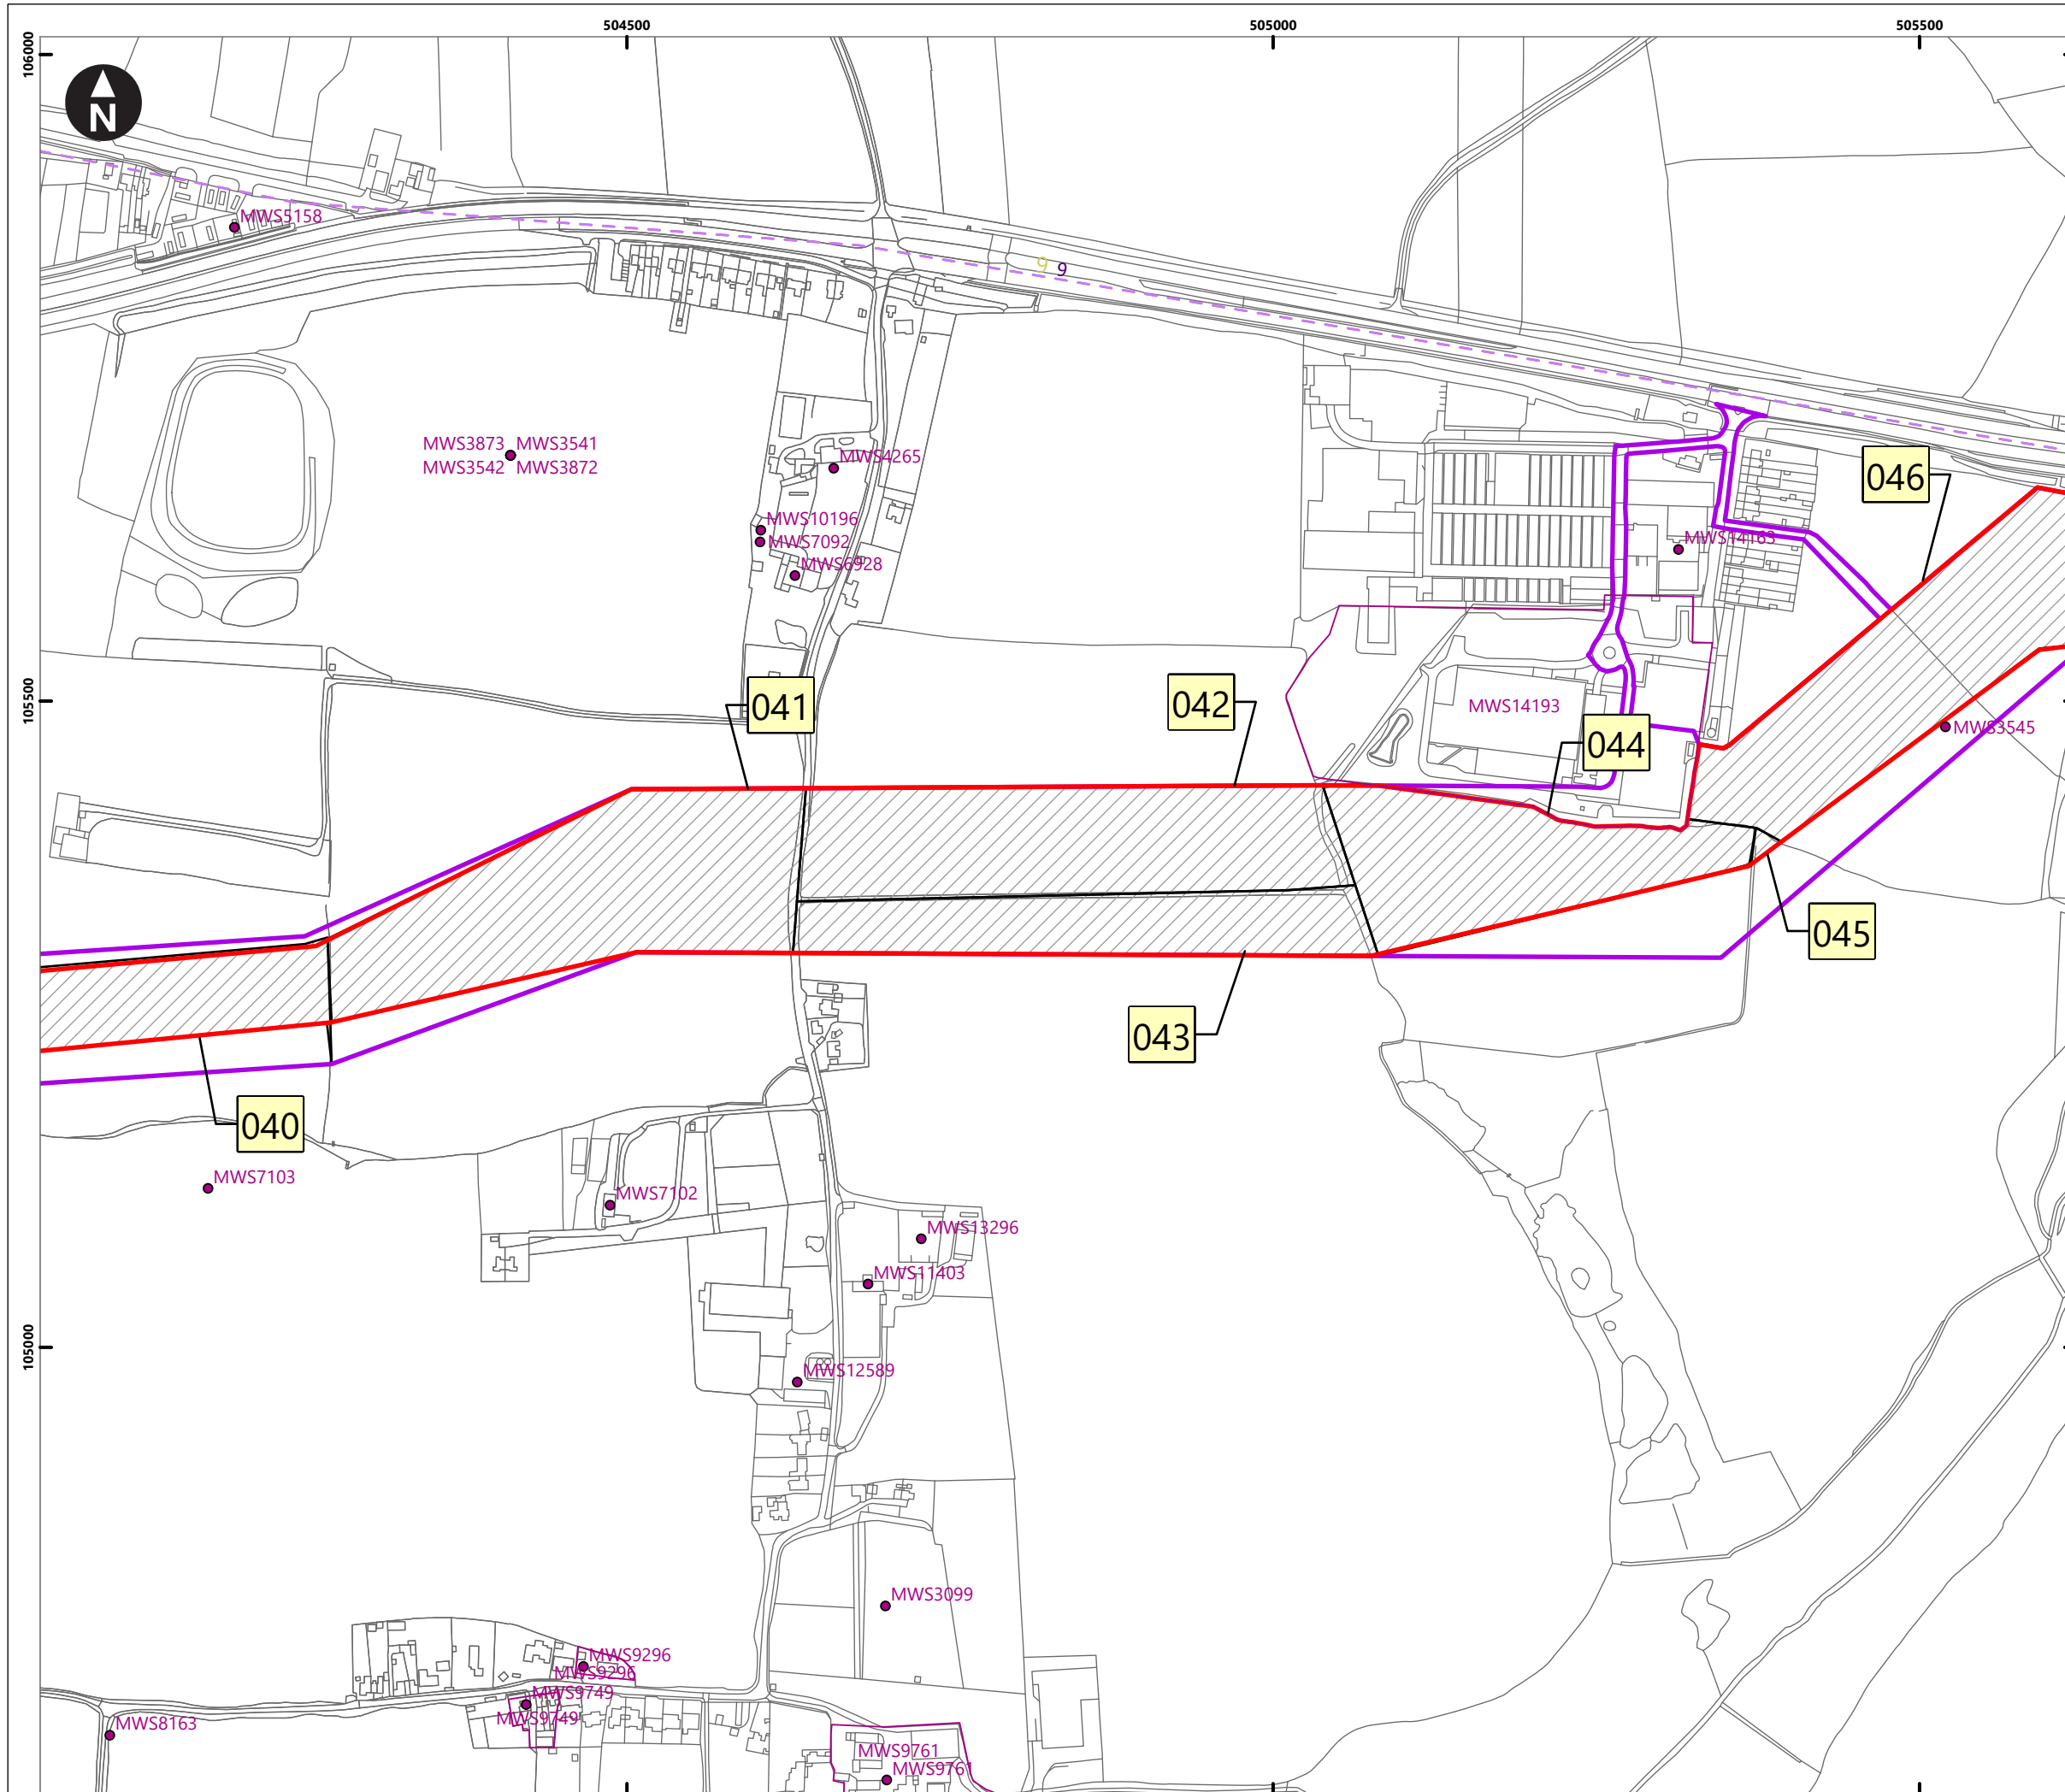 504500
505000
505500
106000
N
MWS5158
9 9
MWS3873 MWS3541
MWS3542 MWS3872
MWS4265
046
MWS10196
MWS7092
MWS14163
MWS6928
105500
041
042
MWS14193
044
MWS3545
045
043
040
MWS7103
MWS7102
MWS13296
MWS11403
105000
MWS12589
MWS3099
MWS9296
MWS9296
MWS9749
MWS9749
MWS8163
MWS9761
MWS9761